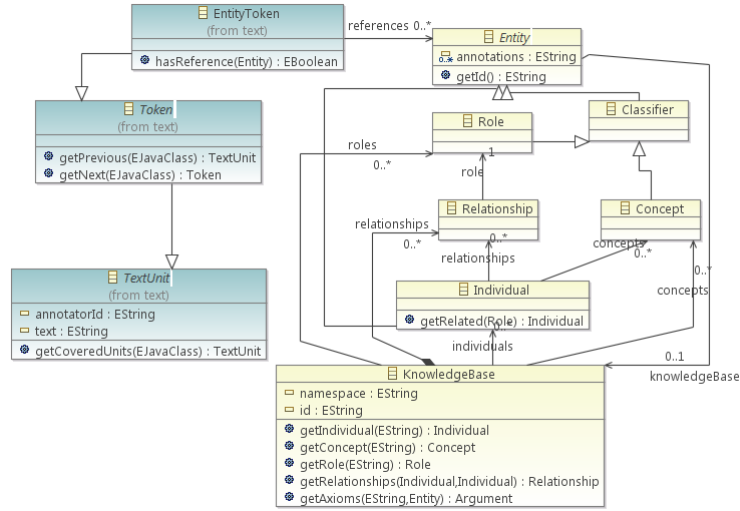 EntityToken
(from text)
hasReference(Entity) : EBoolean
references 0..*
Entity
0..* annotations : EString
getId() : EString
Token
(from text)
getPrevious(EJavaClass) : TextUnit
getNext(EJavaClass) : Token
Classifier
Role
roles
0..*
1
role
Relationship
Concept
relationships
0..*
0..*
relationships
concepts
0..*
0..*
concepts
TextUnit
(from text)
annotatorId : EString
text : EString
getCoveredUnits(EJavaClass) : TextUnit
Individual
getRelated(Role) : Individual
0..*
individuals
0..1
knowledgeBase
KnowledgeBase
namespace : EString
id : EString
getIndividual(EString) : Individual
getConcept(EString) : Concept
getRole(EString) : Role
getRelationships(Individual,Individual) : Relationship
getAxioms(EString,Entity) : Argument